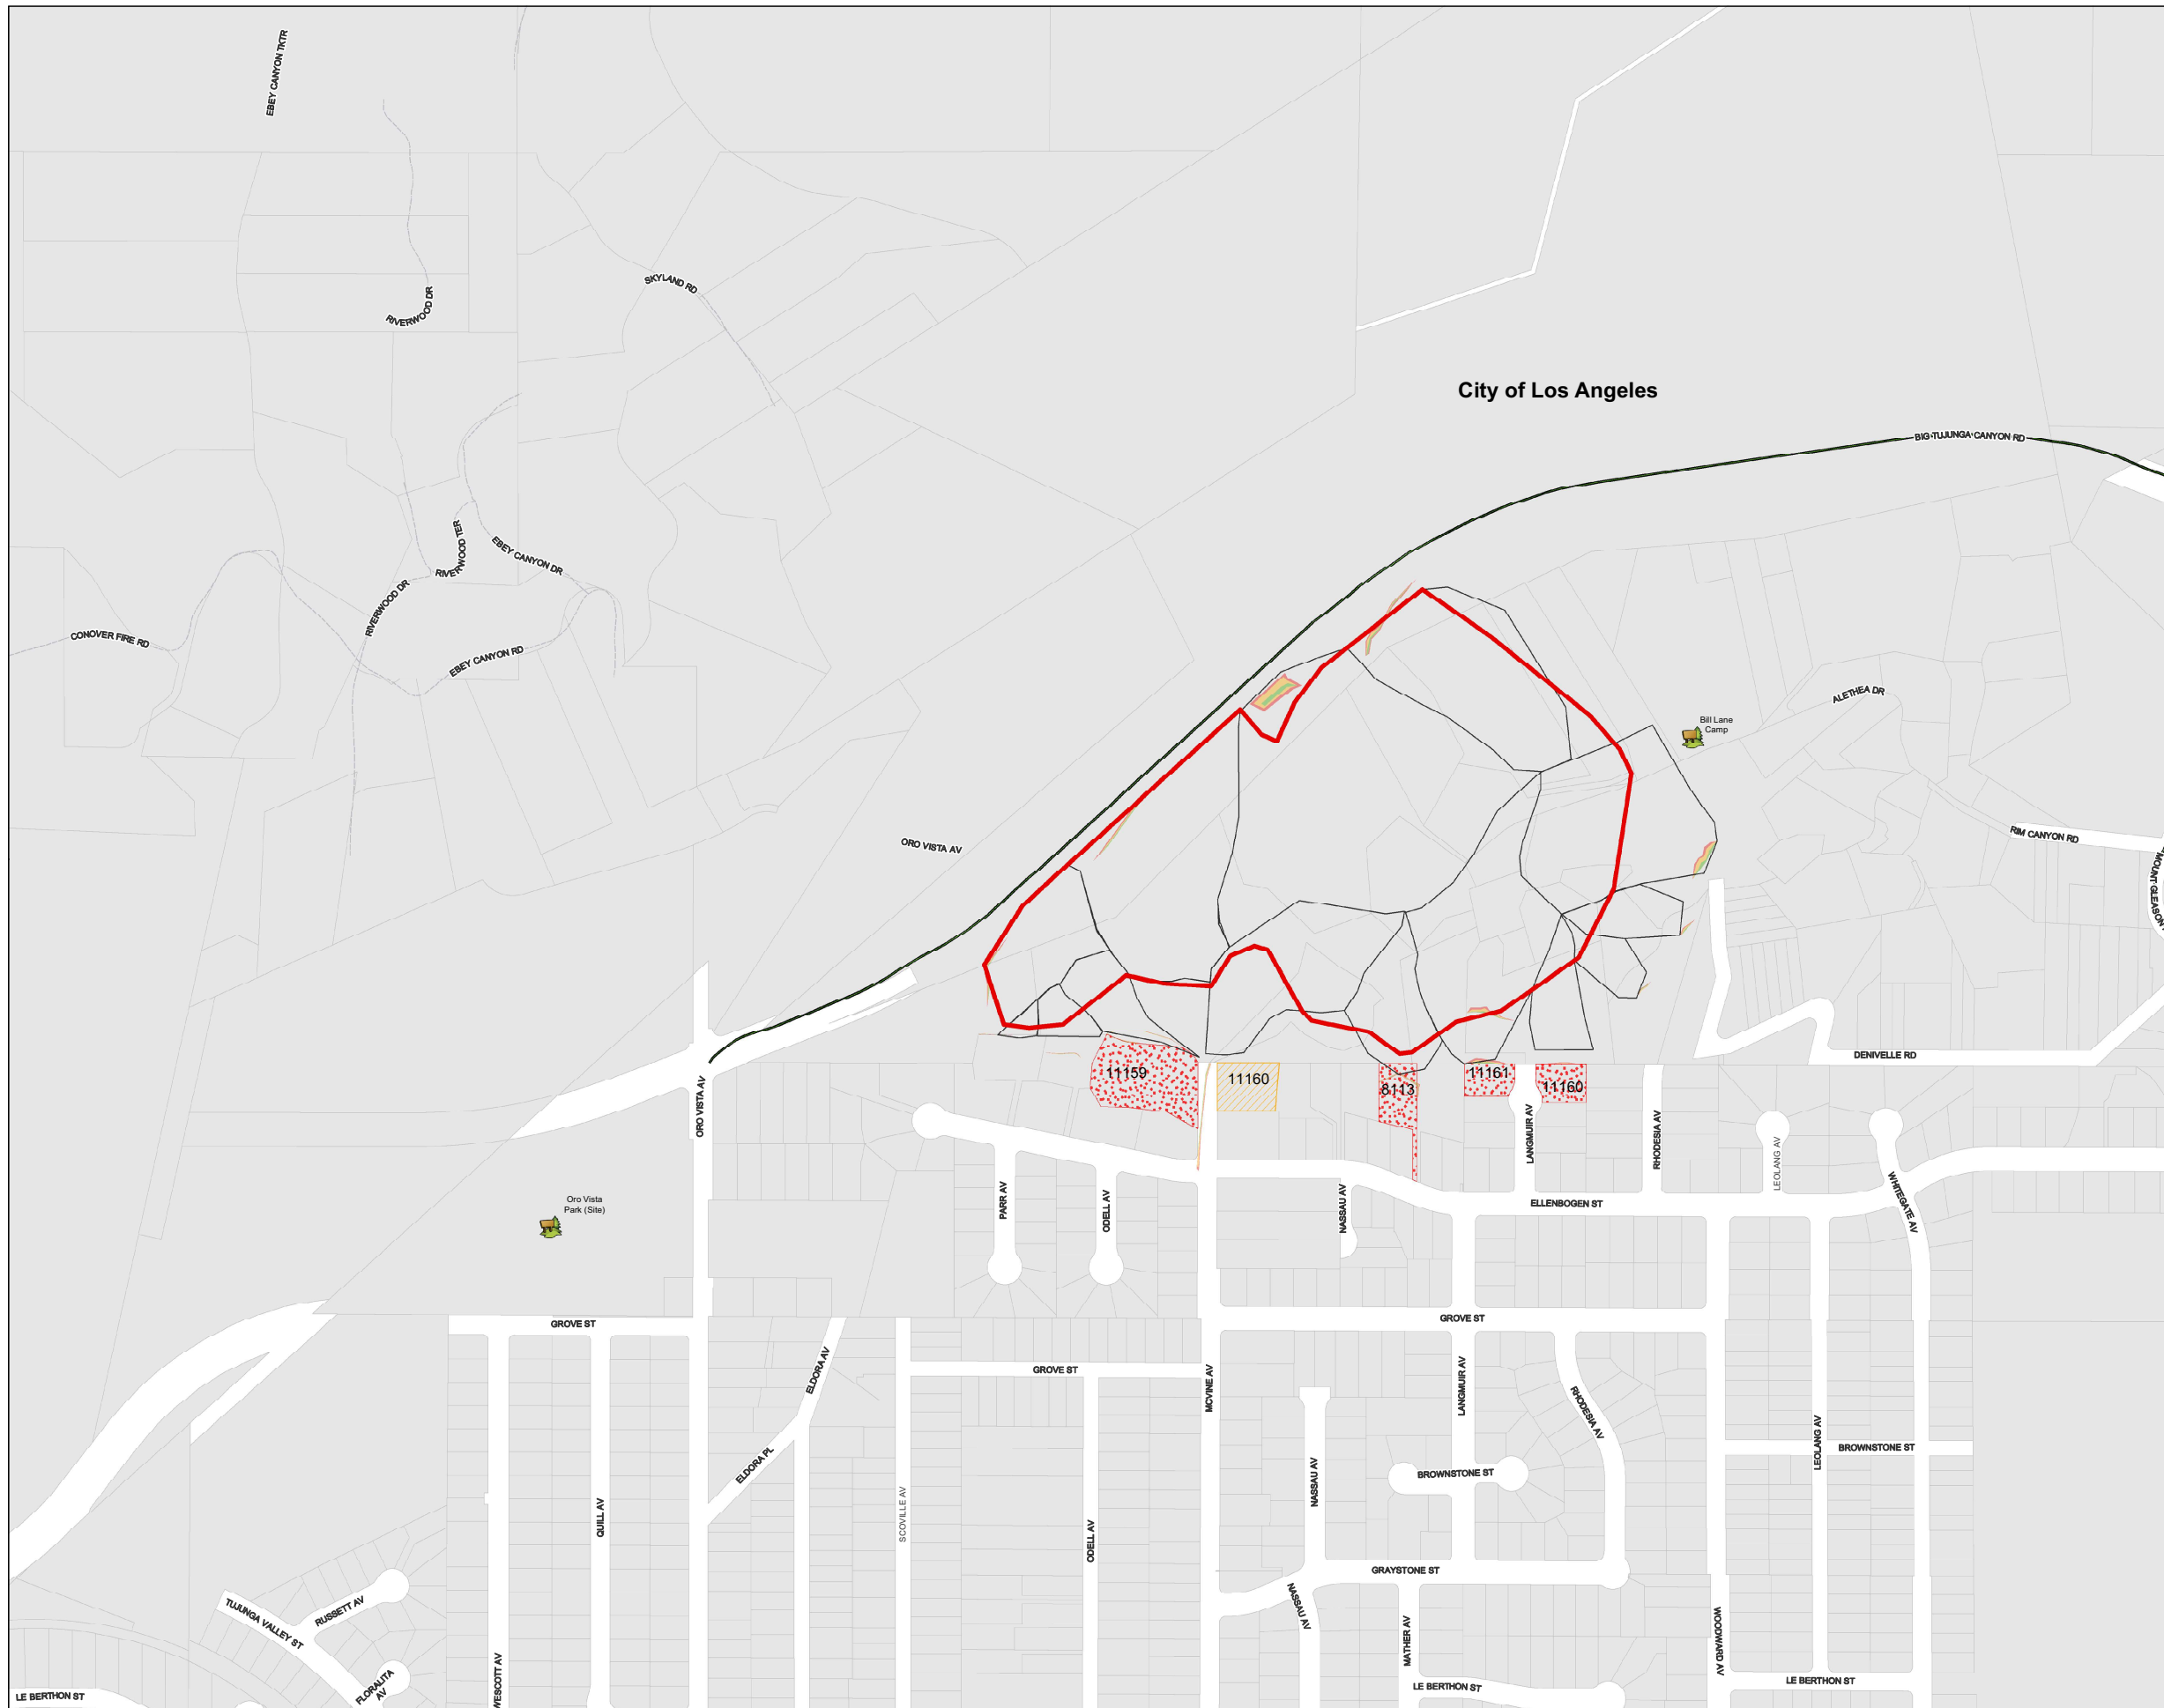 EBEY CANYON TKTR
SKYLAND RD
RIVERWOOD DR
City of Los Angeles
BIG TUJUNGA CANYON RD
RIVERWOOD TER
EBEY CANYON DR
RIVERWOOD DR
CONOVER FIRE RD
EBEY CANYON RD
ALETHEA DR
Bill Lane
Camp
RIM CANYON RD
ORO VISTA AV
MOUNT GLEASON
DENIVELLE RD
11159
11160
8113
11161
11160
ORO VISTA AV
LANGMUIR AV
RHODESIA AV
LEOLANG AV
Oro Vista
Park (Site)
PARR AV
ODELL AV
NASSAU AV
ELLENBOGEN ST
WHITEGATE AV
GROVE ST
GROVE ST
ELDORA AV
GROVE ST
MCVINE AV
LANGMUIR AV
RHODESIA AV
LEOLANG AV
BROWNSTONE ST
ELDORA PL
BROWNSTONE ST
NASSAU AV
QUILL AV
SCOVILLE AV
ODELL AV
GRAYSTONE ST
RUSSETT AV
TUJUNGA VALLEY ST
NASSAU AV
MATHER AV
WOODWARD AV
WESCOTT AV
FLORALITA
AV
LE BERTHON ST
LE BERTHON ST
LE BERTHON ST